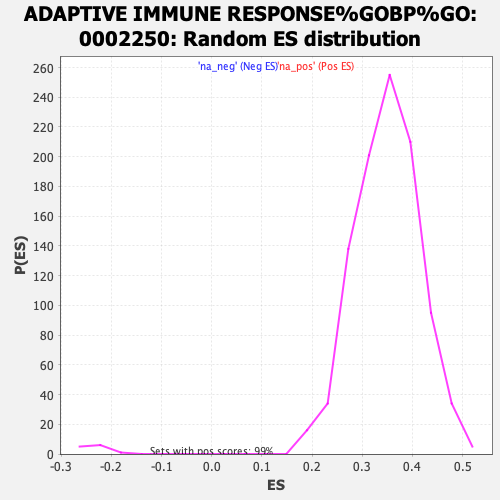 ADAPTIVE IMMUNE RESPONSE%GOBP%GO:
0002250: Random ES distribution
'na_neg' (Neg ES)'na_pos' (Pos ES)
260
240
220
200
180
160
140
120
100
80
60
40
20
0
P(ES)
Sets with pos scores: 99%
-0.3 -0.2 -0.1 0.0 0.1 0.2 0.3 0.4 0.5
ES